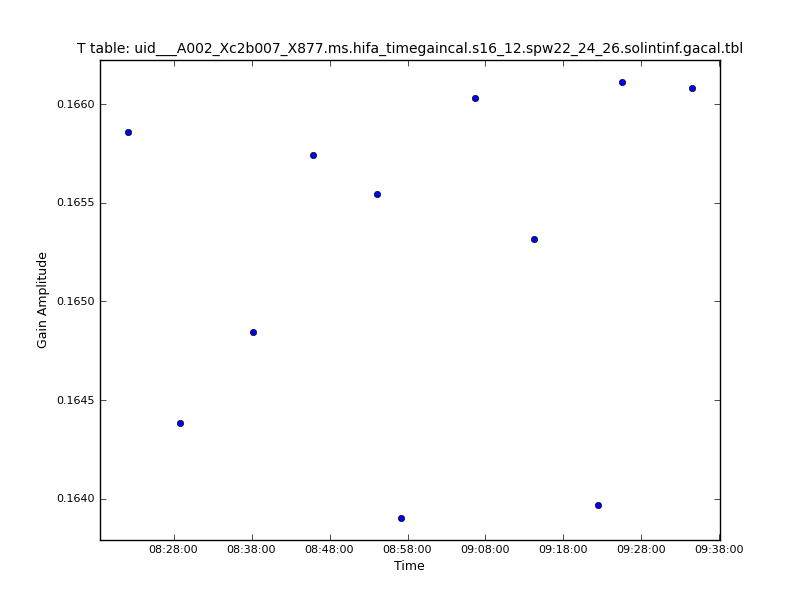 T table: uid___A002_Xc2b007_X877.ms.hifa_timegaincal.s16_12.spw22_24_26.solintinf.gacal.tbl
0.1660
0.1655
0.1650
0.1645
0.1640
Gain Amplitude
08:28:00 08:38:00 08:48:00 08:58:00 09:08:00 09:18:00 09:28:00 09:38:00
Time